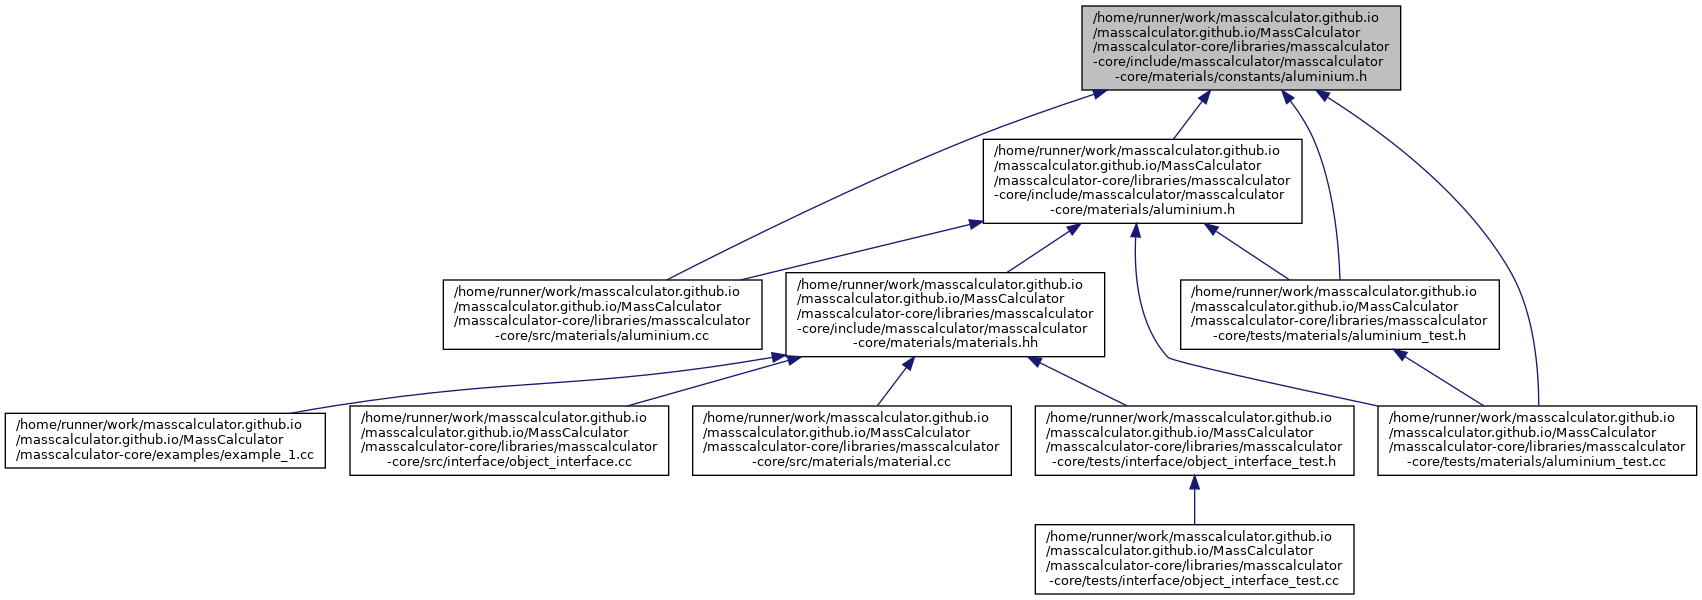 /home/runner/work/masscalculator.github.io
/masscalculator.github.io/MassCalculator
/masscalculator-core/libraries/masscalculator
-core/include/masscalculator/masscalculator
-core/materials/constants/aluminium.h
/home/runner/work/masscalculator.github.io
/masscalculator.github.io/MassCalculator
/masscalculator-core/libraries/masscalculator
-core/include/masscalculator/masscalculator
-core/materials/aluminium.h
/home/runner/work/masscalculator.github.io
/masscalculator.github.io/MassCalculator
/masscalculator-core/libraries/masscalculator
-core/src/materials/aluminium.cc
/home/runner/work/masscalculator.github.io
/masscalculator.github.io/MassCalculator
/masscalculator-core/libraries/masscalculator
-core/include/masscalculator/masscalculator
-core/materials/materials.hh
/home/runner/work/masscalculator.github.io
/masscalculator.github.io/MassCalculator
/masscalculator-core/libraries/masscalculator
-core/tests/materials/aluminium_test.h
/home/runner/work/masscalculator.github.io
/masscalculator.github.io/MassCalculator
/masscalculator-core/examples/example_1.cc
/home/runner/work/masscalculator.github.io
/masscalculator.github.io/MassCalculator
/masscalculator-core/libraries/masscalculator
-core/src/interface/object_interface.cc
/home/runner/work/masscalculator.github.io
/masscalculator.github.io/MassCalculator
/masscalculator-core/libraries/masscalculator
-core/src/materials/material.cc
/home/runner/work/masscalculator.github.io
/masscalculator.github.io/MassCalculator
/masscalculator-core/libraries/masscalculator
-core/tests/interface/object_interface_test.h
/home/runner/work/masscalculator.github.io
/masscalculator.github.io/MassCalculator
/masscalculator-core/libraries/masscalculator
-core/tests/materials/aluminium_test.cc
/home/runner/work/masscalculator.github.io
/masscalculator.github.io/MassCalculator
/masscalculator-core/libraries/masscalculator
-core/tests/interface/object_interface_test.cc